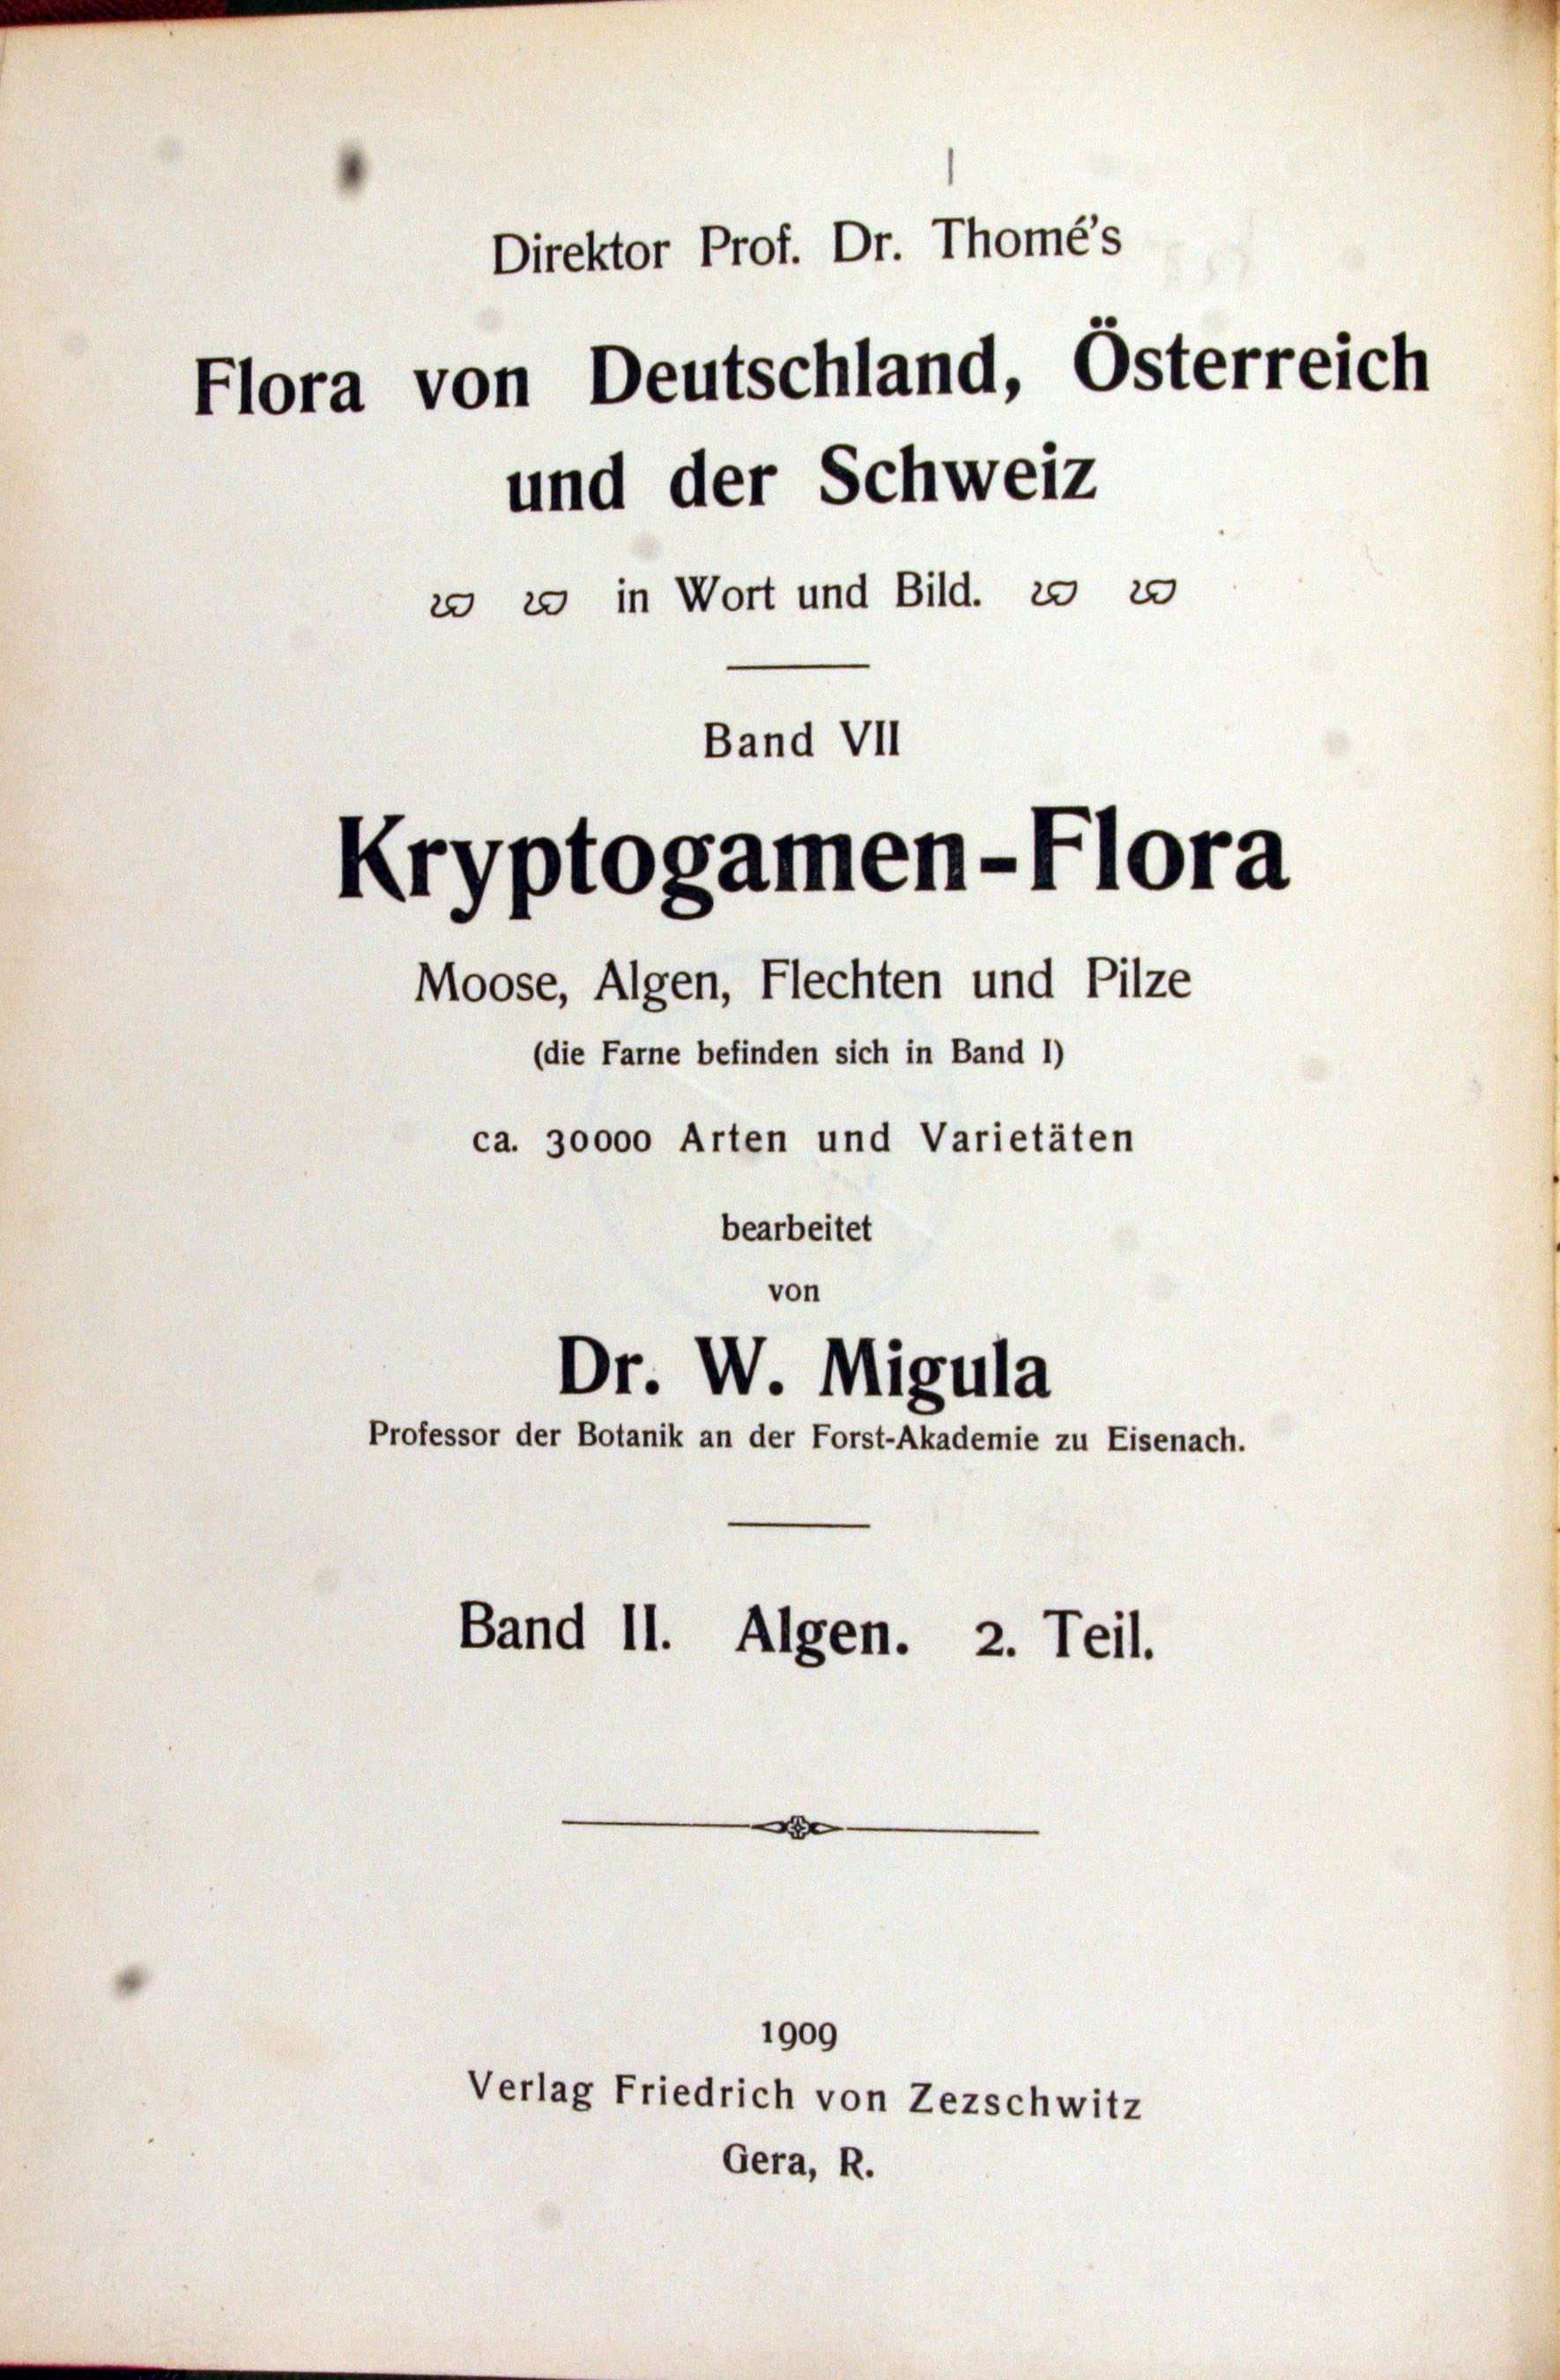 Direktor Prof. Dr. Thomé's
Flora von Deutschland, Österreich
und der Schweiz
in Wort und Bild.
Band VII
Kryptogamen-Flora
Moose, Algen, Flechten und Pilze
(die Farne befinden sich in Band I)
ca. 30000 Arten und Varietäten
bearbeitet
von
Dr. W. Migula
Professor der Botanik an der Forst-Akademie zu Eisenach.
Band II. Algen. 2. Teil.
1909
Verlag Friedrich von Zezschwitz
Gera, R.